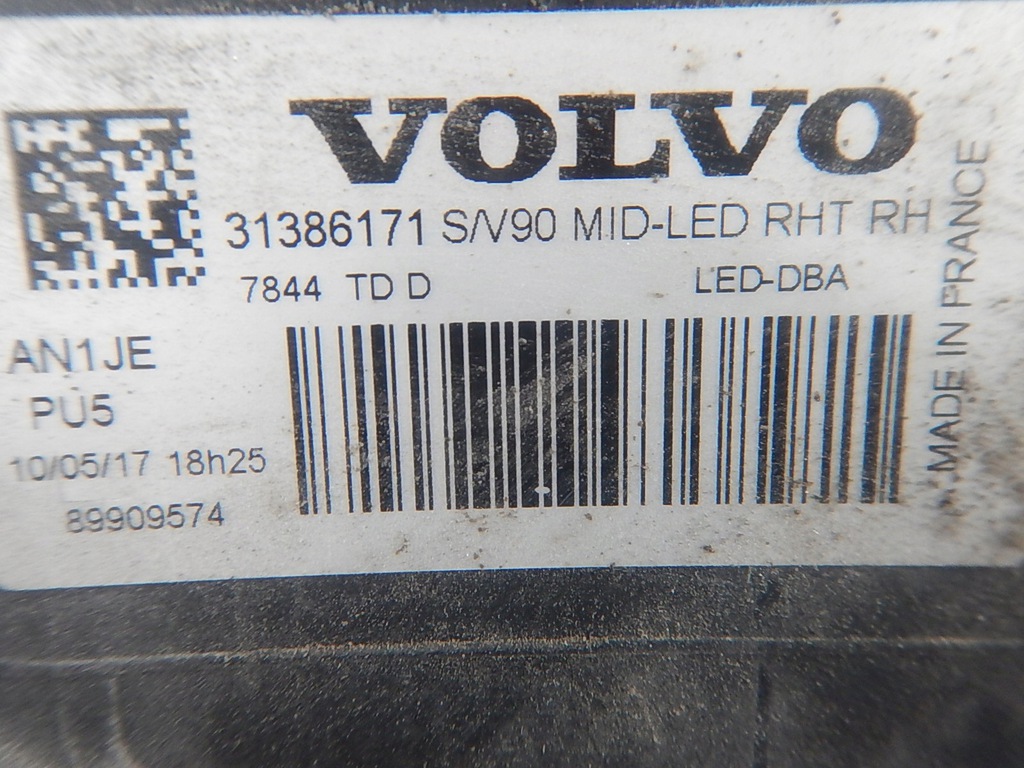 VOLVO
31386171 S/V90 MID-LED RHT RH
7844 TD D LED-DBA
AN1JE
PU5
10/05/17 18h25
89909574
MADE IN FRANCE